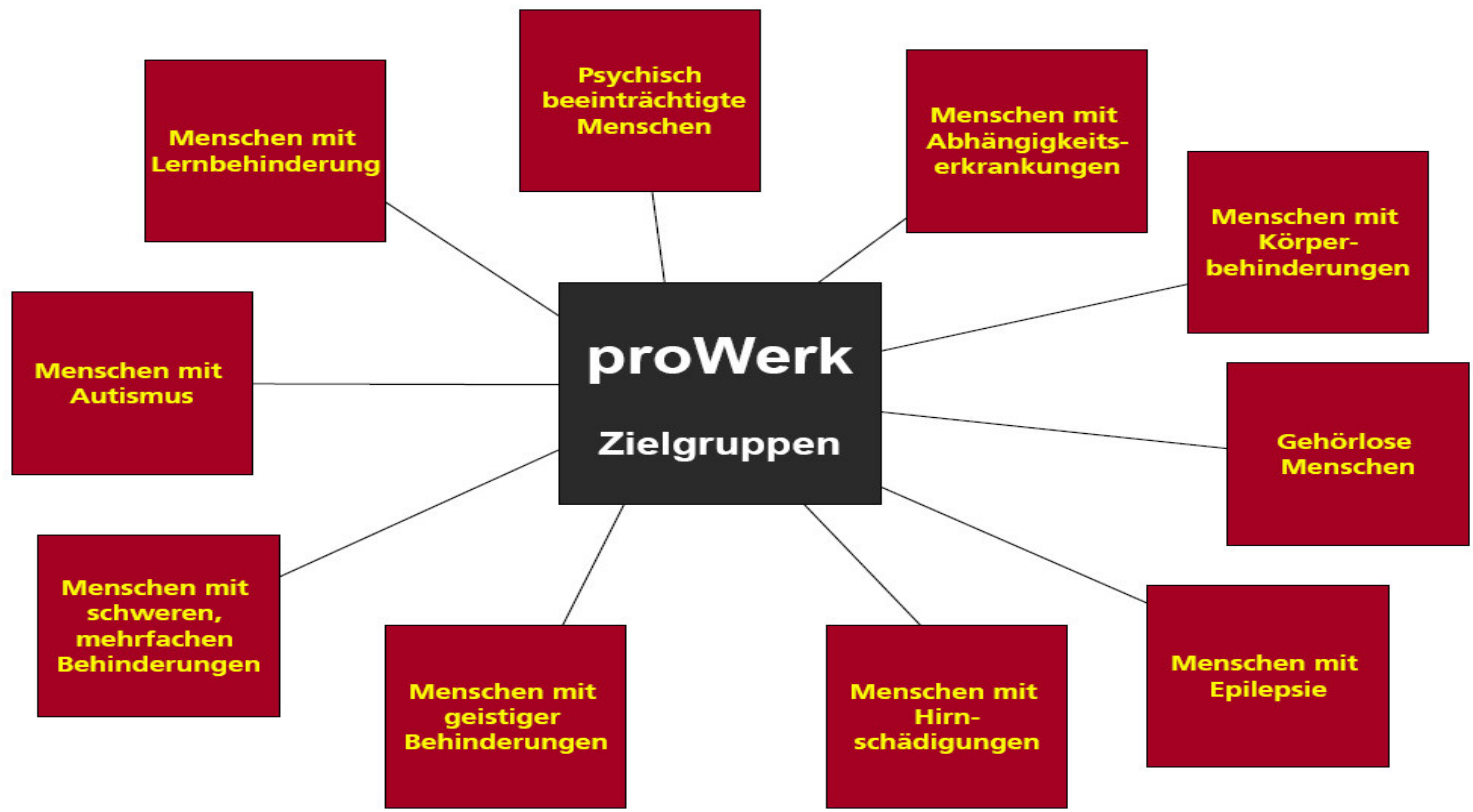 Psychisch
beeinträchtigte
Menschen
Menschen mit
Abhängigkeits-
erkrankungen
Menschen mit
Lernbehinderung
Menschen mit
Körper-
behinderungen
proWerk
Zielgruppen
Menschen mit
Autismus
Gehörlose
Menschen
Menschen mit
schweren,
mehrfachen
Behinderungen
Menschen mit
geistiger
Behinderungen
Menschen mit
Hirn-
schädigungen
Menschen mit
Epilepsie